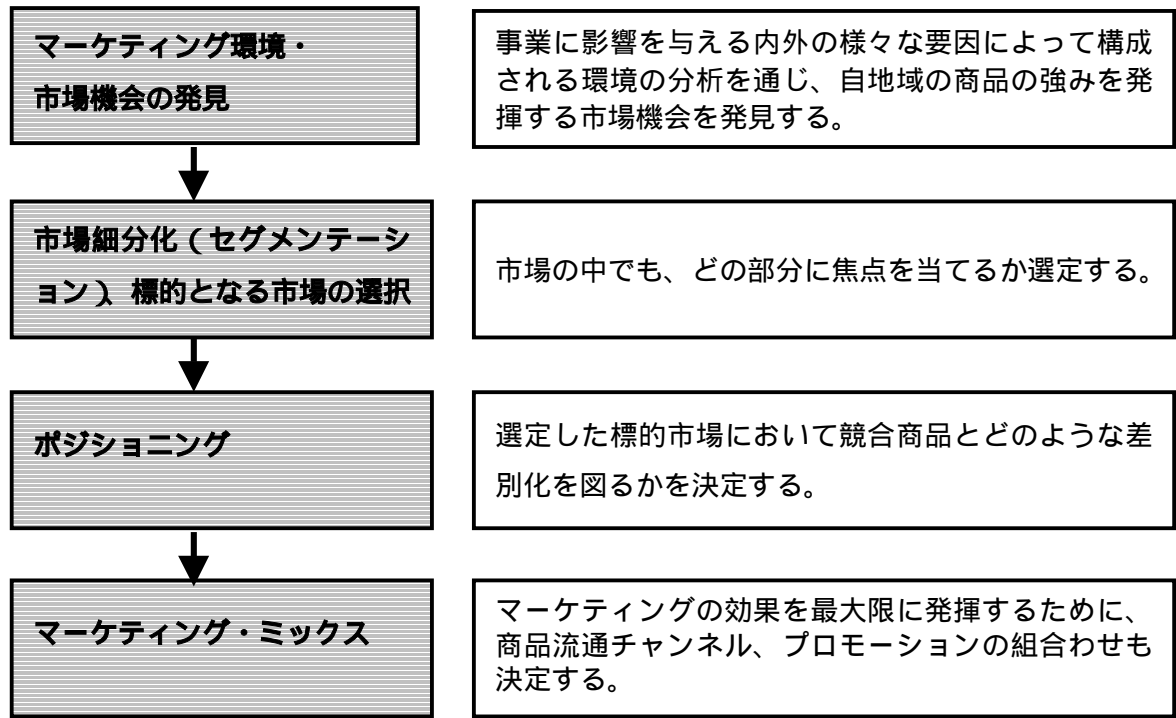 マーケティング環境・
市場機会の発見
事業に影響を与える内外の様々な要因によって構成
される環境の分析を通じ、自地域の商品の強みを発
揮する市場機会を発見する。
市場細分化（セグメンテーシ
ョン）、標的となる市場の選択
市場の中でも、どの部分に焦点を当てるか選定する。
ポジショニング
選定した標的市場において競合商品とどのような差
別化を図るかを決定する。
マーケティング・ミックス
マーケティングの効果を最大限に発揮するために、
商品流通チャンネル、プロモーションの組合わせも
決定する。